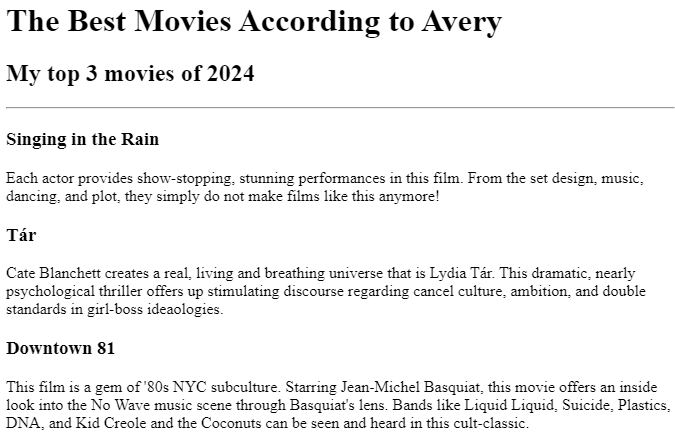 The Best Movies According to Avery
My top 3 movies of 2024
Singing in the Rain
Each actor provides show-stopping, stunning performances in this film. From the set design, music,
dancing, and plot, they simply do not make films like this anymore!
Tár
Cate Blanchett creates a real, living and breathing universe that is Lydia Tár. This dramatic, nearly
psychological thriller offers up stimulating discourse regarding cancel culture, ambition, and double
standards in girl-boss ideaologies.
Downtown 81
This film is a gem of '80s NYC subculture. Starring Jean-Michel Basquiat, this movie offers an inside
look into the No Wave music scene through Basquiat's lens. Bands like Liquid Liquid, Suicide, Plastics,
DNA, and Kid Creole and the Coconuts can be seen and heard in this cult-classic.